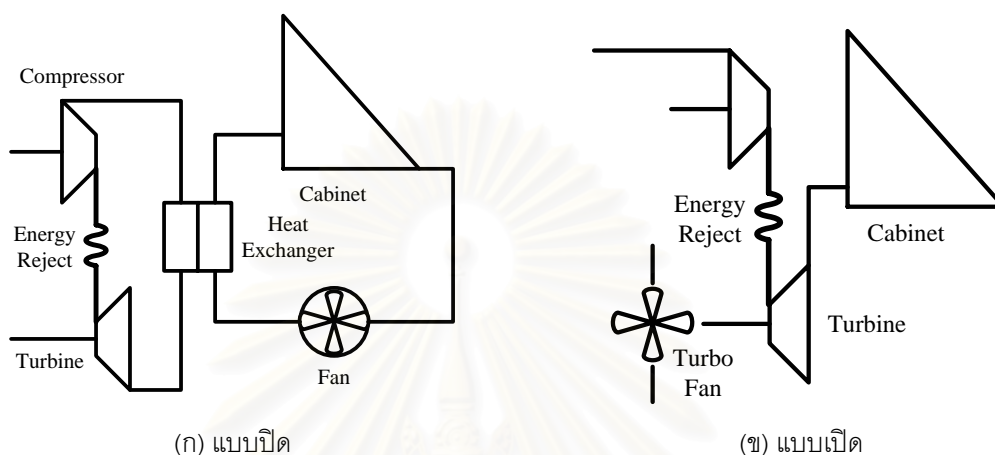 Compressor
Energy
Reject
Turbine
Cabinet
Heat
Exchanger
Fan
(ก) แบบปิด
Energy
Reject
Cabinet
Turbine
Turbo
Fan
(ข) แบบเปิด